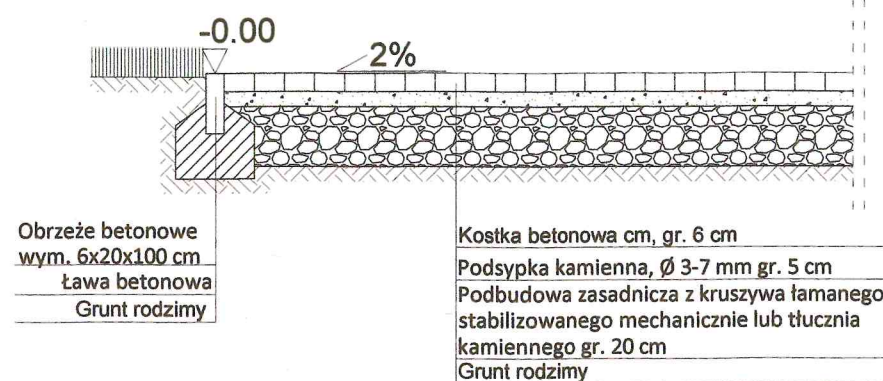 -0.00
2%
Obrzeże betonowe
wym. 6x20x100 cm
Ława betonowa
Grunt rodzimy
Kostka betonowa cm, gr. 6 cm
Podsypka kamienna, Ø 3-7 mm gr. 5 cm
Podbudowa zasadnicza z kruszywa łamanego
stabilizowanego mechanicznie lub tłucznia
kamiennego gr. 20 cm
Grunt rodzimy